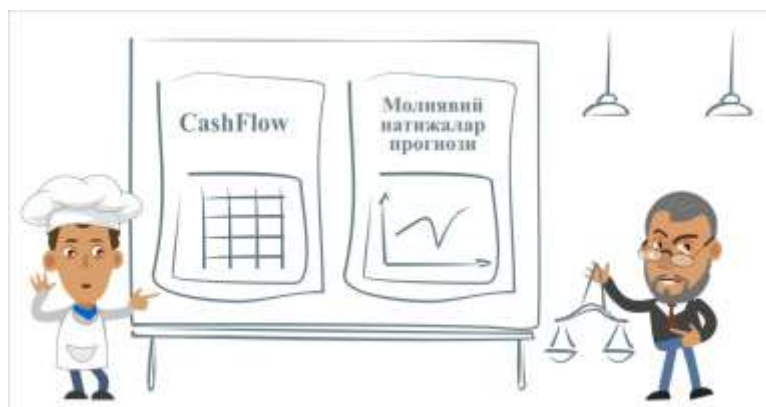 CashFlow
Молиявий
натижалар
прогнози